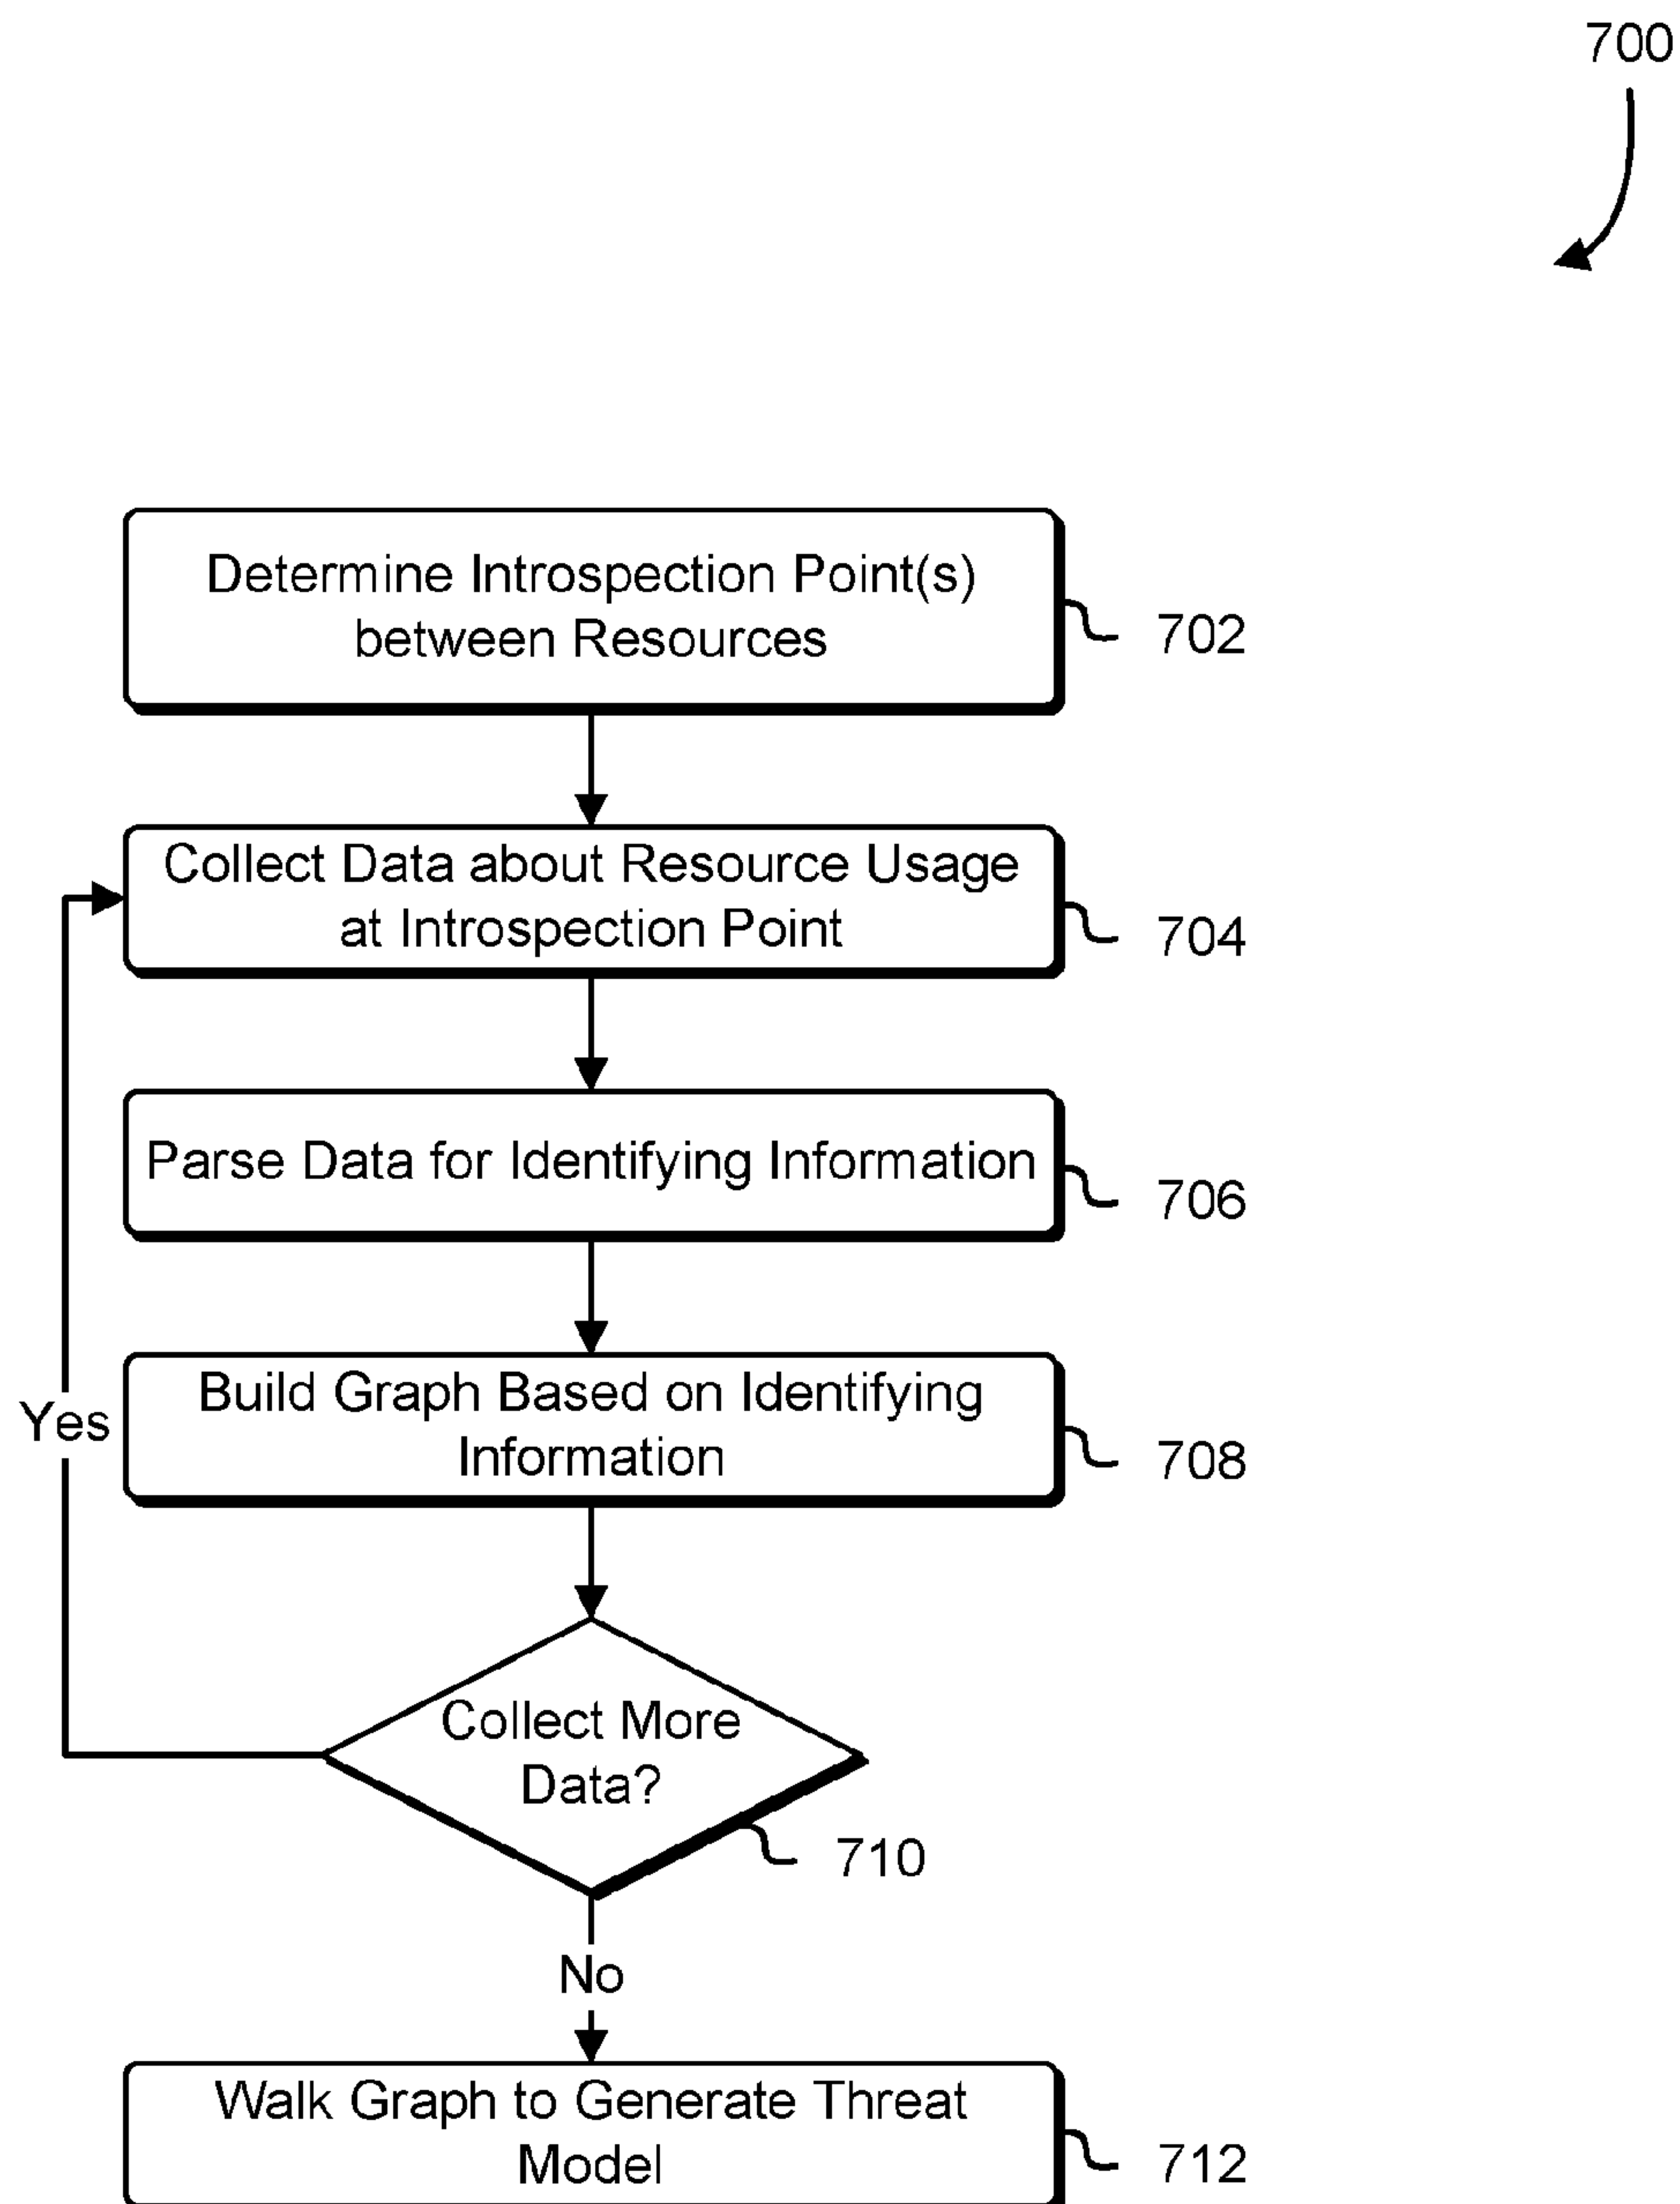 700
Determine Introspection Point(s)
between Resources
702
Collect Data about Resource Usage
at Introspection Point
704
Parse Data for Identifying Information
706
Build Graph Based on Identifying
Information
708
Yes
Collect More
Data?
710
No
Walk Graph to Generate Threat
Model
712